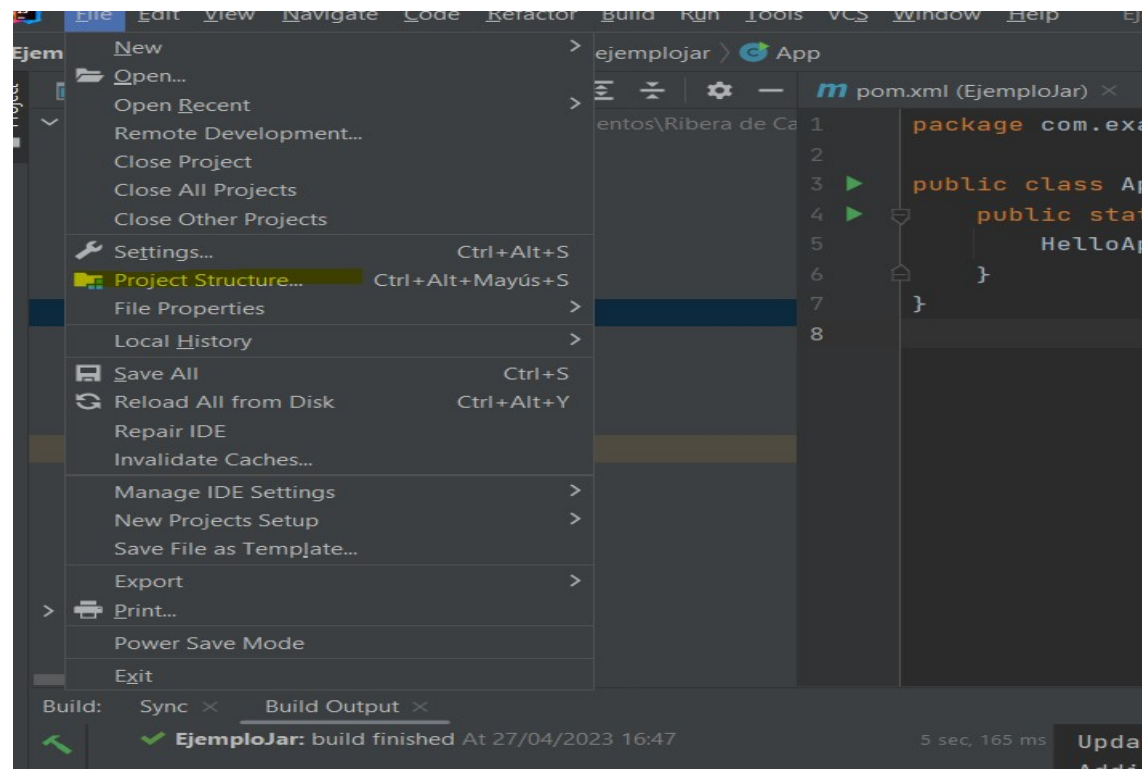 File Edit View Navigate Code Refactor Build Run Tools VCS Window Help
ejemplojar App
New
Open...
Open Recent
Remote Development...
Close Project
Close All Projects
Close Other Projects
Settings... Ctrl+Alt+S
Project Structure... Ctrl+Alt+Mayús+S
File Properties
Local History
Save All Ctrl+S
Reload All from Disk Ctrl+Alt+Y
Repair IDE
Invalidate Caches...
Manage IDE Settings
New Projects Setup
Save File as Template...
Export
Print...
Power Save Mode
Exit
Project
entos\Ribera de Ca
pom.xml (EjemploJar)
1 package com.exa
2
3 public class Ap
4 public stat
5 HelloAp
6 }
7 }
8
Build: Sync Build Output
EjemploJar: build finished At 27/04/2023 16:47 5 sec, 165 ms
Upda